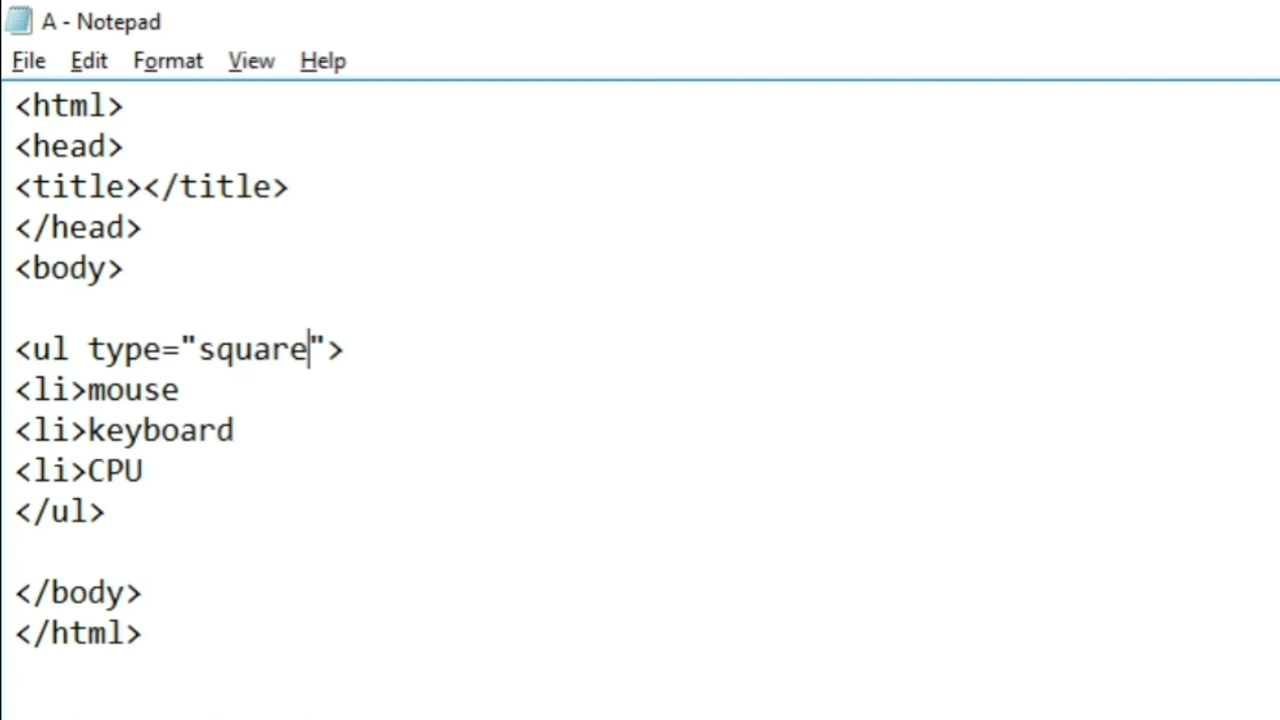 A - Notepad
File Edit Format View Help
<html>
<head>
<title></title>
</head>
<body>
<ul type="square">
<li>mouse
<li>keyboard
<li>CPU
</ul>
</body>
</html>